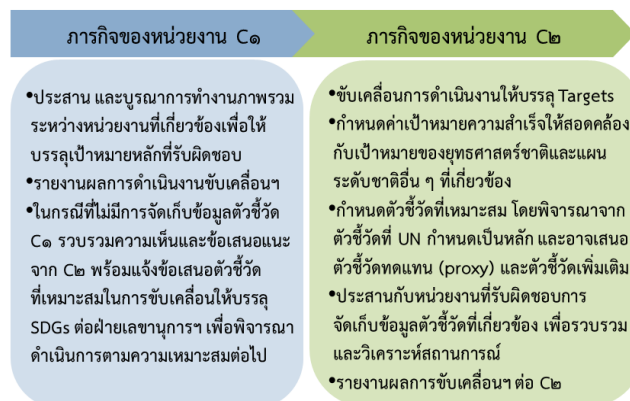 ภารกิจของหน่วยงาน C๑
•ประสาน และบูรณาการทำงานภาพรวม
ระหว่างหน่วยงานที่เกี่ยวข้องเพื่อให้
บรรลุเป้าหมายหลักที่รับผิดชอบ
•รายงานผลการดำเนินงานขับเคลื่อนฯ
•ในกรณีที่ไม่มีการจัดเก็บข้อมูลตัวชี้วัด
C๑ รวบรวมความเห็นและข้อเสนอแนะ
จาก C๒ พร้อมแจ้งข้อเสนอตัวชี้วัด
ที่เหมาะสมในการขับเคลื่อนให้บรรลุ
SDGs ต่อฝ่ายเลขานุการฯ เพื่อพิจารณา
ดำเนินการตามความเหมาะสมต่อไป
ภารกิจของหน่วยงาน C๒
•ขับเคลื่อนการดำเนินงานให้บรรลุ Targets
•กำหนดค่าเป้าหมายความสำเร็จให้สอดคล้อง
กับเป้าหมายของยุทธศาสตร์ชาติและแผน
ระดับชาติอื่น ๆ ที่เกี่ยวข้อง
•กำหนดตัวชี้วัดที่เหมาะสม โดยพิจารณาจาก
ตัวชี้วัดที่ UN กำหนดเป็นหลัก และอาจเสนอ
ตัวชี้วัดทดแทน (proxy) และตัวชี้วัดเพิ่มเติม
•ประสานกับหน่วยงานที่รับผิดชอบการ
จัดเก็บข้อมูลตัวชี้วัดที่เกี่ยวข้อง เพื่อรวบรวม
และวิเคราะห์สถานการณ์
•รายงานผลการขับเคลื่อนฯ ต่อ C๒